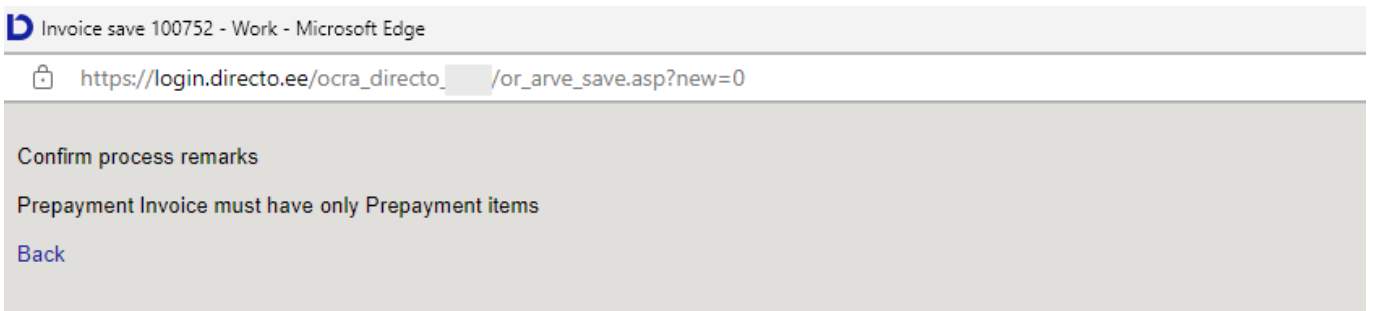 Invoice save 100752 - Work - Microsoft Edge
https://login.directo.ee/ocra_directo_ /or_arve_save.asp?new=0
Confirm process remarks
Prepayment Invoice must have only Prepayment items
Back